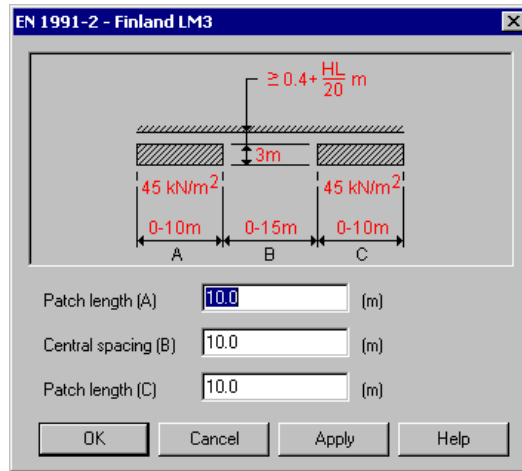 EN 1991-2 - Finland LM3
≥ 0.4+ HL/20 m
3m
45 kN/m² 45 kN/m²
0-10m 0-15m 0-10m
A B C
Patch length (A) 10.0 (m)
Central spacing (B) 10.0 (m)
Patch length (C) 10.0 (m)
OK Cancel Apply Help